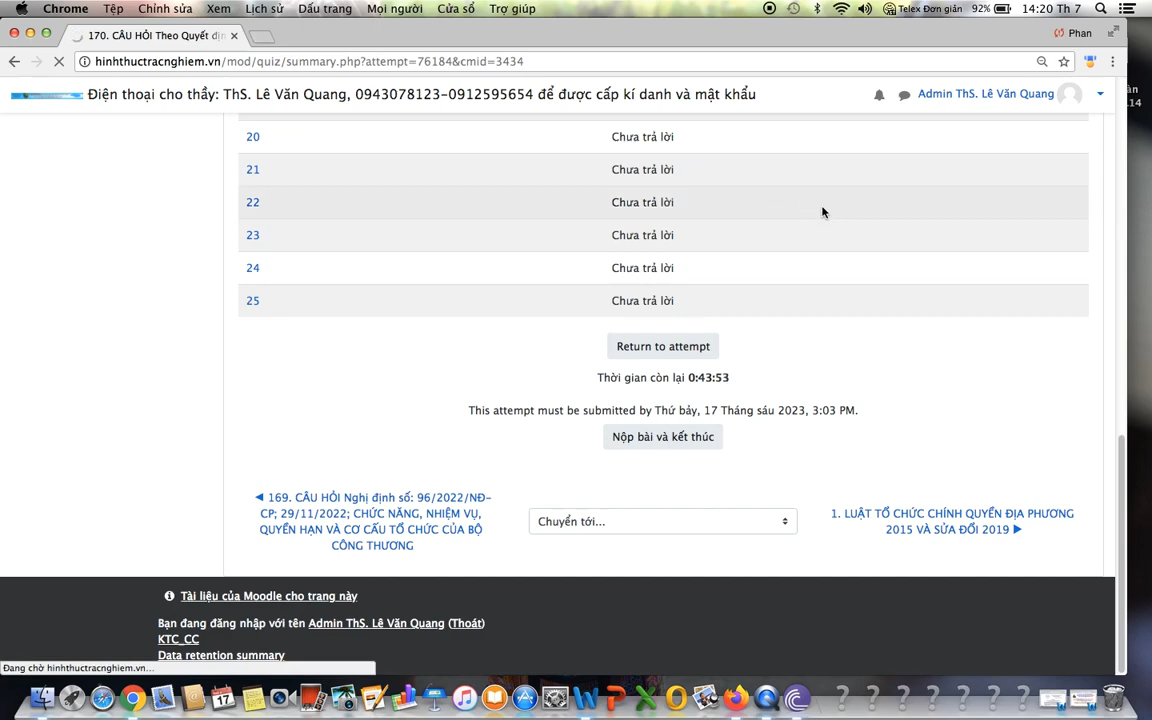 Chrome Tệp Chỉnh sửa Xem Lịch sử Dấu trang Mọi người Cửa sổ Trợ giúp Telex Đơn giản 92% 14:20 Th 7
170. CÂU HỎI Theo Quyết địn Phan
hinhthuctracnghiem.vn/mod/quiz/summary.php?attempt=76184&cmid=3434
Điện thoại cho thầy: ThS. Lê Văn Quang, 0943078123-0912595654 để được cấp kí danh và mật khẩu Admin ThS. Lê Văn Quang
20 Chưa trả lời
21 Chưa trả lời
22 Chưa trả lời
23 Chưa trả lời
24 Chưa trả lời
25 Chưa trả lời
Return to attempt
Thời gian còn lại 0:43:53
This attempt must be submitted by Thứ bảy, 17 Tháng sáu 2023, 3:03 PM.
Nộp bài và kết thúc
◀ 169. CÂU HỎI Nghị định số: 96/2022/NĐ-
CP; 29/11/2022; CHỨC NĂNG, NHIỆM VỤ,
QUYỀN HẠN VÀ CƠ CẤU TỔ CHỨC CỦA BỘ
CÔNG THƯƠNG
Chuyển tới...
1. LUẬT TỔ CHỨC CHÍNH QUYỀN ĐỊA PHƯƠNG
2015 VÀ SỬA ĐỔI 2019 ▶
Tài liệu của Moodle cho trang này
Bạn đang đăng nhập với tên Admin ThS. Lê Văn Quang (Thoát)
KTC_CC
Data retention summary
Đang chờ hinhthuctracnghiem.vn...
17